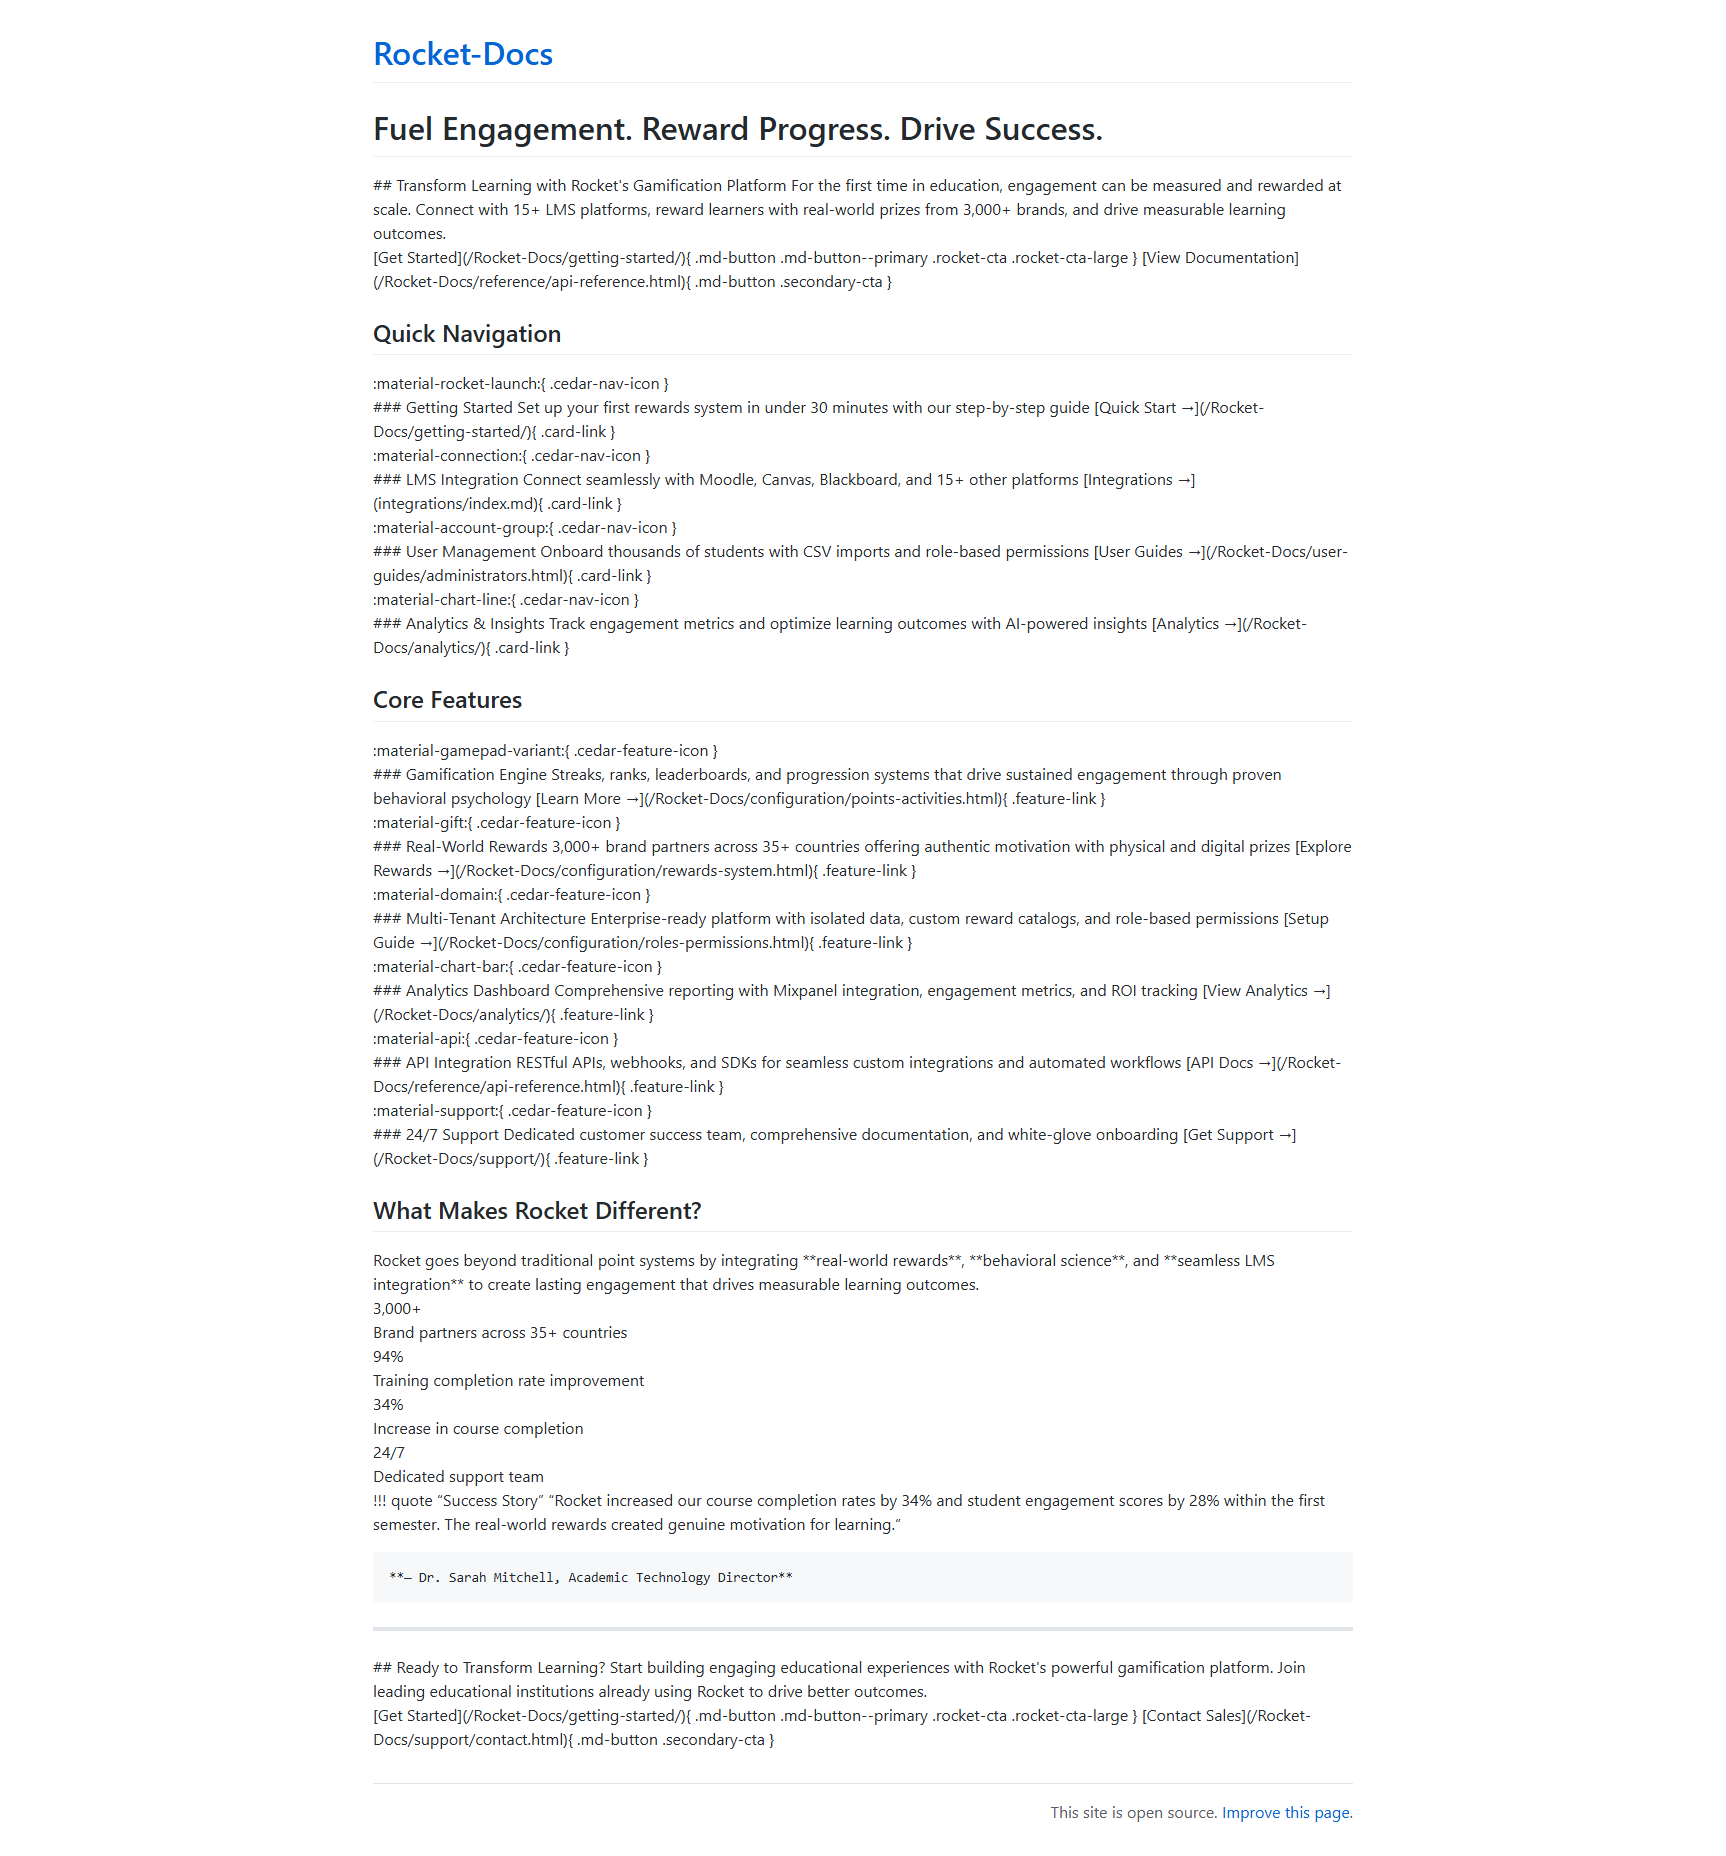 Rocket-Docs
Fuel Engagement. Reward Progress. Drive Success.
## Transform Learning with Rocket's Gamification Platform For the first time in education, engagement can be measured and rewarded at
scale. Connect with 15+ LMS platforms, reward learners with real-world prizes from 3,000+ brands, and drive measurable learning
outcomes.
[Get Started](/Rocket-Docs/getting-started/){ .md-button .md-button--primary .rocket-cta .rocket-cta-large } [View Documentation]
(/Rocket-Docs/reference/api-reference.html){ .md-button .secondary-cta }
Quick Navigation
:material-rocket-launch:{ .cedar-nav-icon }
### Getting Started Set up your first rewards system in under 30 minutes with our step-by-step guide [Quick Start →](/Rocket-
Docs/getting-started/){ .card-link }
:material-connection:{ .cedar-nav-icon }
### LMS Integration Connect seamlessly with Moodle, Canvas, Blackboard, and 15+ other platforms [Integrations →]
(integrations/index.md){ .card-link }
:material-account-group:{ .cedar-nav-icon }
### User Management Onboard thousands of students with CSV imports and role-based permissions [User Guides →](/Rocket-Docs/user-
guides/administrators.html){ .card-link }
:material-chart-line:{ .cedar-nav-icon }
### Analytics & Insights Track engagement metrics and optimize learning outcomes with AI-powered insights [Analytics →](/Rocket-
Docs/analytics/){ .card-link }
Core Features
:material-gamepad-variant:{ .cedar-feature-icon }
### Gamification Engine Streaks, ranks, leaderboards, and progression systems that drive sustained engagement through proven
behavioral psychology [Learn More →](/Rocket-Docs/configuration/points-activities.html){ .feature-link }
:material-gift:{ .cedar-feature-icon }
### Real-World Rewards 3,000+ brand partners across 35+ countries offering authentic motivation with physical and digital prizes [Explore
Rewards →](/Rocket-Docs/configuration/rewards-system.html){ .feature-link }
:material-domain:{ .cedar-feature-icon }
### Multi-Tenant Architecture Enterprise-ready platform with isolated data, custom reward catalogs, and role-based permissions [Setup
Guide →](/Rocket-Docs/configuration/roles-permissions.html){ .feature-link }
:material-chart-bar:{ .cedar-feature-icon }
### Analytics Dashboard Comprehensive reporting with Mixpanel integration, engagement metrics, and ROI tracking [View Analytics →]
(/Rocket-Docs/analytics/){ .feature-link }
:material-api:{ .cedar-feature-icon }
### API Integration RESTful APIs, webhooks, and SDKs for seamless custom integrations and automated workflows [API Docs →](/Rocket-
Docs/reference/api-reference.html){ .feature-link }
:material-support:{ .cedar-feature-icon }
### 24/7 Support Dedicated customer success team, comprehensive documentation, and white-glove onboarding [Get Support →]
(/Rocket-Docs/support/){ .feature-link }
What Makes Rocket Different?
Rocket goes beyond traditional point systems by integrating **real-world rewards**, **behavioral science**, and **seamless LMS
integration** to create lasting engagement that drives measurable learning outcomes.
3,000+
Brand partners across 35+ countries
94%
Training completion rate improvement
34%
Increase in course completion
24/7
Dedicated support team
!!! quote “Success Story” “Rocket increased our course completion rates by 34% and student engagement scores by 28% within the first
semester. The real-world rewards created genuine motivation for learning.”
**— Dr. Sarah Mitchell, Academic Technology Director**
## Ready to Transform Learning? Start building engaging educational experiences with Rocket's powerful gamification platform. Join
leading educational institutions already using Rocket to drive better outcomes.
[Get Started](/Rocket-Docs/getting-started/){ .md-button .md-button--primary .rocket-cta .rocket-cta-large } [Contact Sales](/Rocket-
Docs/support/contact.html){ .md-button .secondary-cta }
This site is open source. Improve this page.